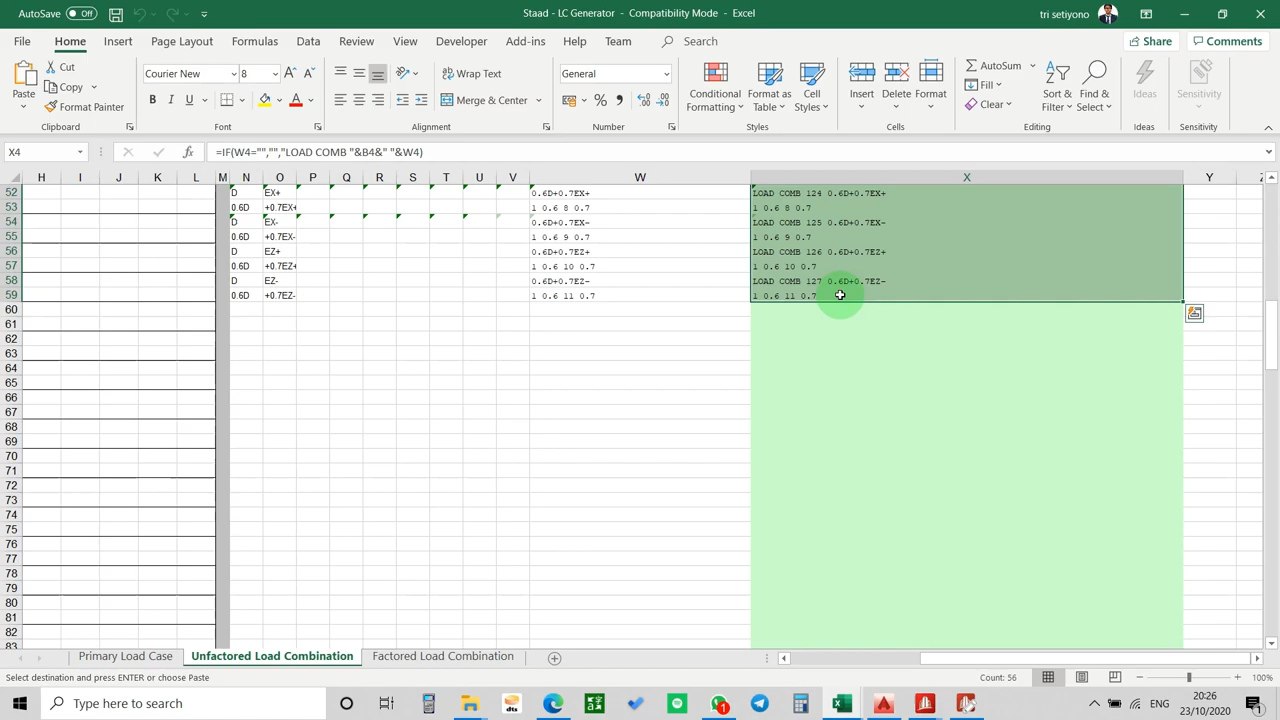 AutoSave Off
Staad - LC Generator - Compatibility Mode - Excel
tri setiyono
File Home Insert Page Layout Formulas Data Review View Developer Add-ins Help Team Search
Share Comments
Paste
Cut
Copy
Format Painter
Clipboard
Courier New 8
B I U
Font
Wrap Text
Merge & Center
Alignment
General
Number
Conditional Formatting
Format as Table
Cell Styles
Styles
Insert Delete Format
Cells
AutoSum
Fill
Clear
Sort & Filter
Find & Select
Editing
Ideas
Ideas
Sensitivity
Sensitivity
X4 fx =IF(W4="","","LOAD COMB "&B4&" "&W4)
H I J K L M N O P Q R S T U V W X Y
52 D EX+ 0.6D+0.7EX+ LOAD COMB 124 0.6D+0.7EX+
53 0.6D +0.7EX+ 1 0.6 8 0.7 1 0.6 8 0.7
54 D EX- 0.6D+0.7EX- LOAD COMB 125 0.6D+0.7EX-
55 0.6D +0.7EX- 1 0.6 9 0.7 1 0.6 9 0.7
56 D EZ+ 0.6D+0.7EZ+ LOAD COMB 126 0.6D+0.7EZ+
57 0.6D +0.7EZ+ 1 0.6 10 0.7 1 0.6 10 0.7
58 D EZ- 0.6D+0.7EZ- LOAD COMB 127 0.6D+0.7EZ-
59 0.6D +0.7EZ- 1 0.6 11 0.7 1 0.6 11 0.7
60
61
62
63
64
65
66
67
68
69
70
71
72
73
74
75
76
77
78
79
80
81
82
83
Primary Load Case Unfactored Load Combination Factored Load Combination
Select destination and press ENTER or choose Paste
Count: 56
100%
Type here to search
dts
1
ENG
20:26
23/10/2020